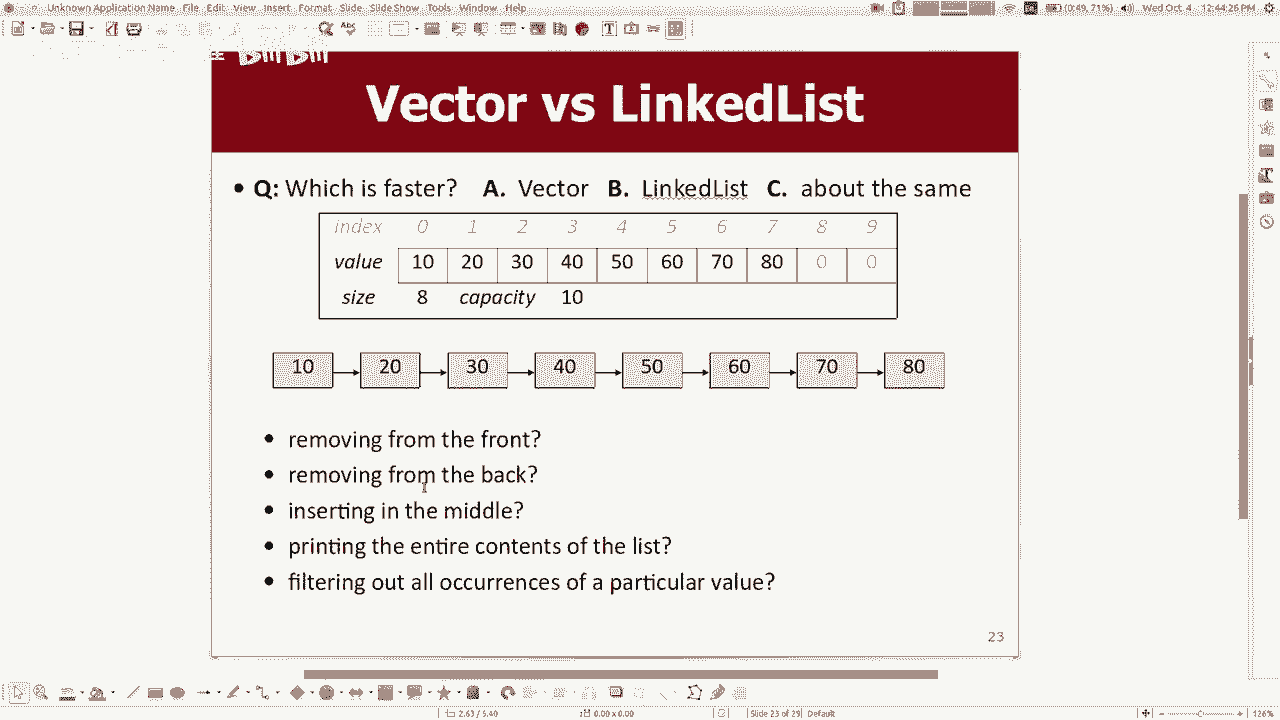 Unknown Application Name File Edit View Insert Format Slide Slide Show Tools Window Help
(0:49, 71%) Wed Oct 4, 12:44:26 PM
Vector vs LinkedList
• Q: Which is faster? A. Vector B. LinkedList C. about the same
index 0 1 2 3 4 5 6 7 8 9
value 10 20 30 40 50 60 70 80 0 0
size 8 capacity 10
10 20 30 40 50 60 70 80
• removing from the front?
• removing from the back?
• inserting in the middle?
• printing the entire contents of the list?
• filtering out all occurrences of a particular value?
23
2.63 / 5.40 0.00 x 0.00 Slide 23 of 29 Default 126%